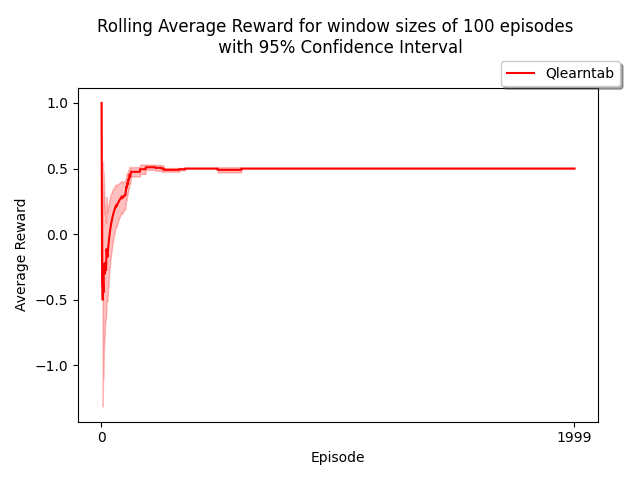 Rolling Average Reward for window sizes of 100 episodes
with 95% Confidence Interval
Qlearntab
1.0
0.5
0.0
−0.5
−1.0
Average Reward
0
1999
Episode